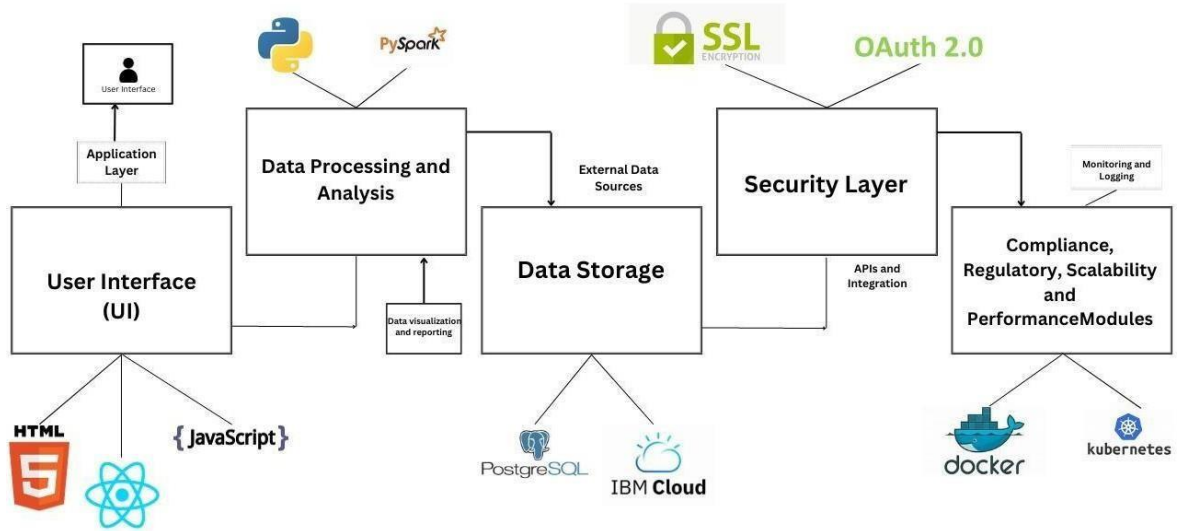 PySpark
SSL
ENCRYPTION
OAuth 2.0
User Interface
Application
Layer
Data Processing and
Analysis
External Data
Sources
Security Layer
Monitoring and
Logging
User Interface
(UI)
Data visualization
and reporting
Data Storage
APIs and
Integration
Compliance,
Regulatory, Scalability
and
PerformanceModules
HTML
5
{ JavaScript }
PostgreSQL
IBM Cloud
docker
kubernetes